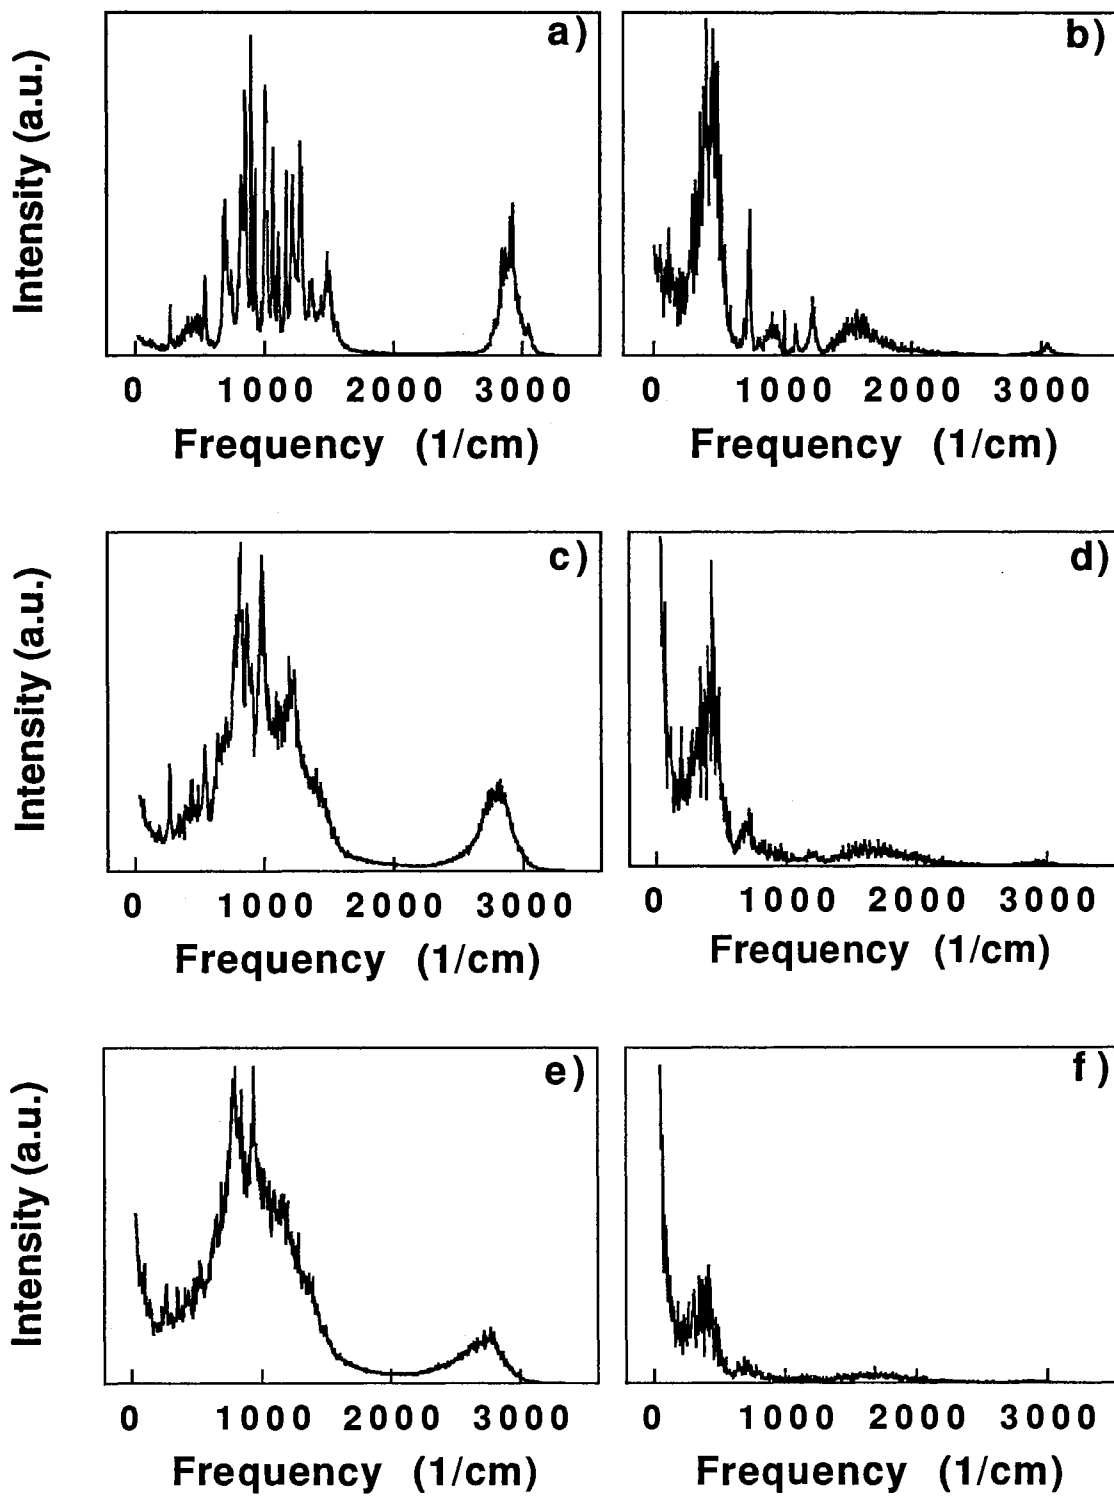 a)
b)
Intensity (a.u.)
0 1000 2000 3000
0 1000 2000 3000
Frequency (1/cm)
Frequency (1/cm)
c)
d)
Intensity (a.u.)
0 1000 2000 3000
0 1000 2000 3000
Frequency (1/cm)
Frequency (1/cm)
e)
f)
Intensity (a.u.)
0 1000 2000 3000
0 1000 2000 3000
Frequency (1/cm)
Frequency (1/cm)